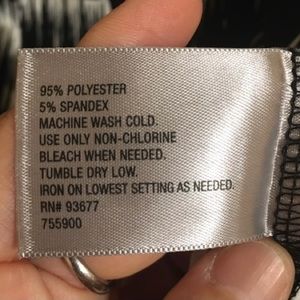 95% POLYESTER
5% SPANDEX
MACHINE WASH COLD.
USE ONLY NON-CHLORINE
BLEACH WHEN NEEDED.
TUMBLE DRY LOW.
IRON ON LOWEST SETTING AS NEEDED.
RN# 93677
755900